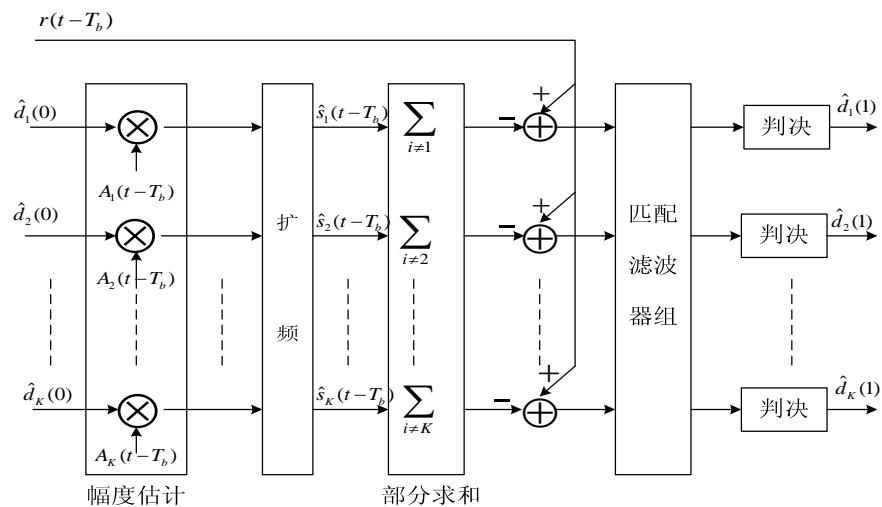 r(t−T_b)
d̂_1(0) ŝ_1(t−T_b) ∑ i≠1 − + 判决 d̂_1(1)
A_1(t−T_b)
d̂_2(0) 扩 ŝ_2(t−T_b) ∑ i≠2 − + 匹配 判决 d̂_2(1)
A_2(t−T_b) 滤波
频 器组
d̂_K(0) ŝ_K(t−T_b) ∑ i≠K − + 判决 d̂_K(1)
A_K(t−T_b)
幅度估计 部分求和